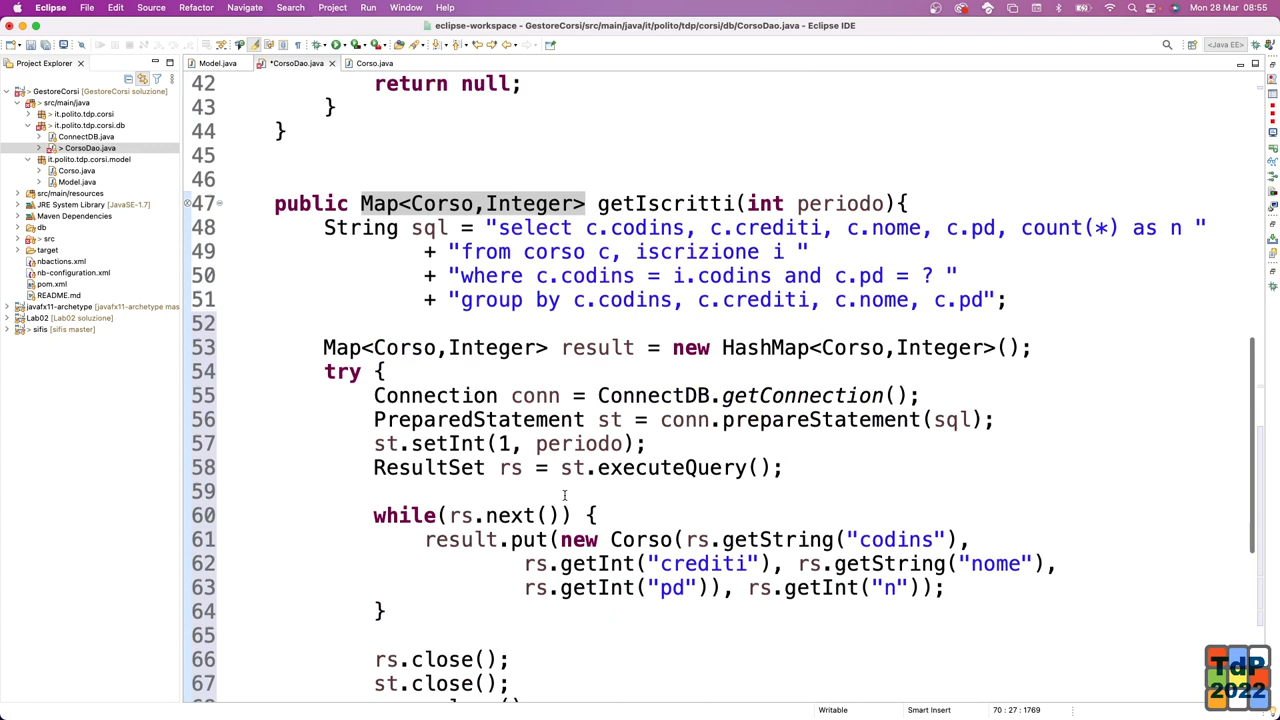 Eclipse File Edit Source Refactor Navigate Search Project Run Window Help Mon 28 Mar 08:55
eclipse-workspace - GestoreCorsi/src/main/java/it/polito/tdp/corsi/db/CorsoDao.java - Eclipse IDE
<Java EE>
Project Explorer
Model.java *CorsoDao.java Corso.java
GestoreCorsi [GestoreCorsi soluzione]
src/main/java
it.polito.tdp.corsi
it.polito.tdp.corsi.db
ConnectDB.java
> CorsoDao.java
it.polito.tdp.corsi.model
Corso.java
Model.java
src/main/resources
JRE System Library [JavaSE-1.7]
Maven Dependencies
db
> src
target
nbactions.xml
nb-configuration.xml
pom.xml
README.md
javafx11-archetype [javafx11-archetype mas
Lab02 [Lab02 soluzione]
> sifis [sifis master]
42 return null;
43 }
44 }
45
46
47 public Map<Corso,Integer> getIscritti(int periodo){
48 String sql = "select c.codins, c.crediti, c.nome, c.pd, count(*) as n "
49 + "from corso c, iscrizione i "
50 + "where c.codins = i.codins and c.pd = ? "
51 + "group by c.codins, c.crediti, c.nome, c.pd";
52
53 Map<Corso,Integer> result = new HashMap<Corso,Integer>();
54 try {
55 Connection conn = ConnectDB.getConnection();
56 PreparedStatement st = conn.prepareStatement(sql);
57 st.setInt(1, periodo);
58 ResultSet rs = st.executeQuery();
59
60 while(rs.next()) {
61 result.put(new Corso(rs.getString("codins"),
62 rs.getInt("crediti"), rs.getString("nome"),
63 rs.getInt("pd")), rs.getInt("n"));
64 }
65
66 rs.close();
67 st.close();
TdP
2022
Writable Smart Insert 70 : 27 : 1769